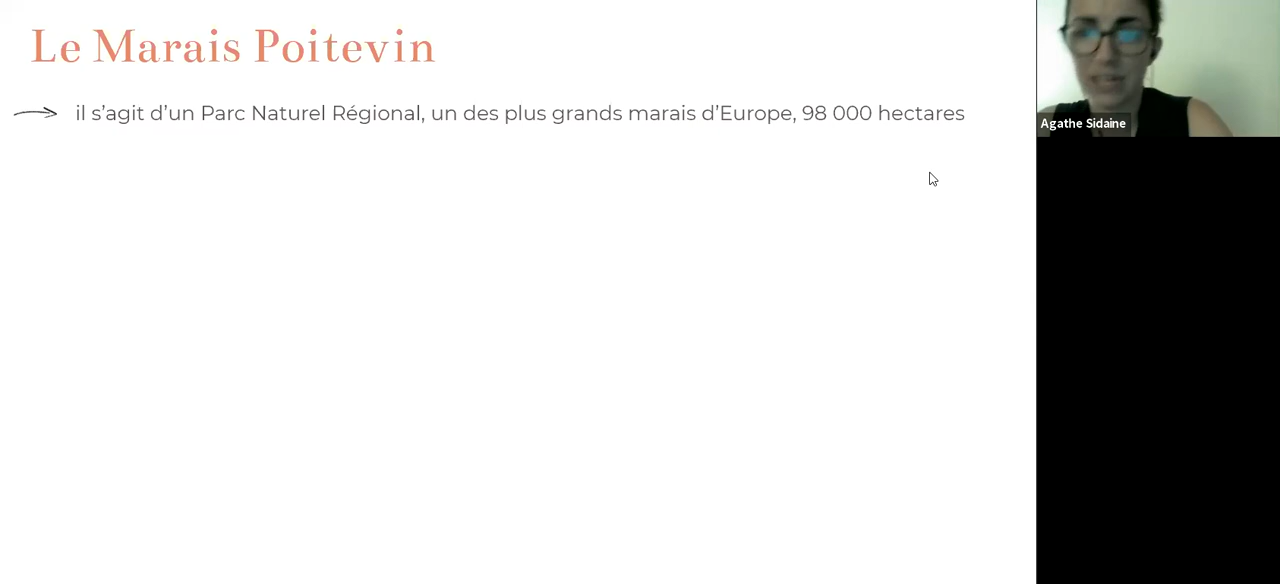 Le Marais Poitevin
il s’agit d’un Parc Naturel Régional, un des plus grands marais d’Europe, 98 000 hectares
Agathe Sidaine